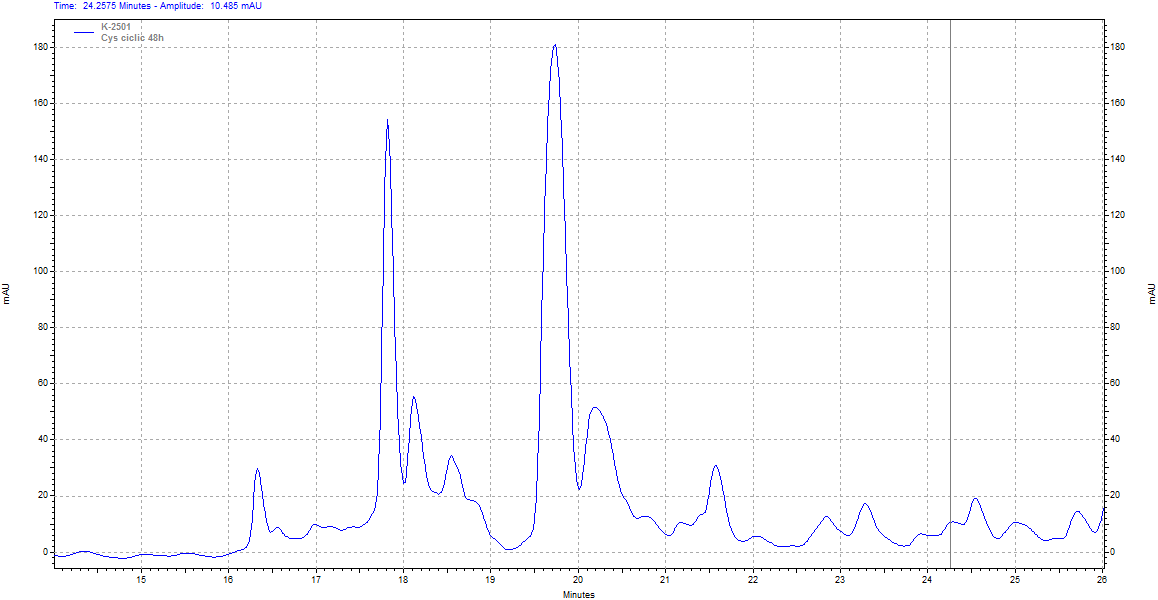 Time: 24.2575 Minutes - Amplitude: 10.485 mAU
K-2501
Cys ciclic 48h
180 180
160 160
140 140
120 120
100 100
mAU mAU
80 80
60 60
40 40
20 20
0 0
15 16 17 18 19 20 21 22 23 24 25 26
Minutes